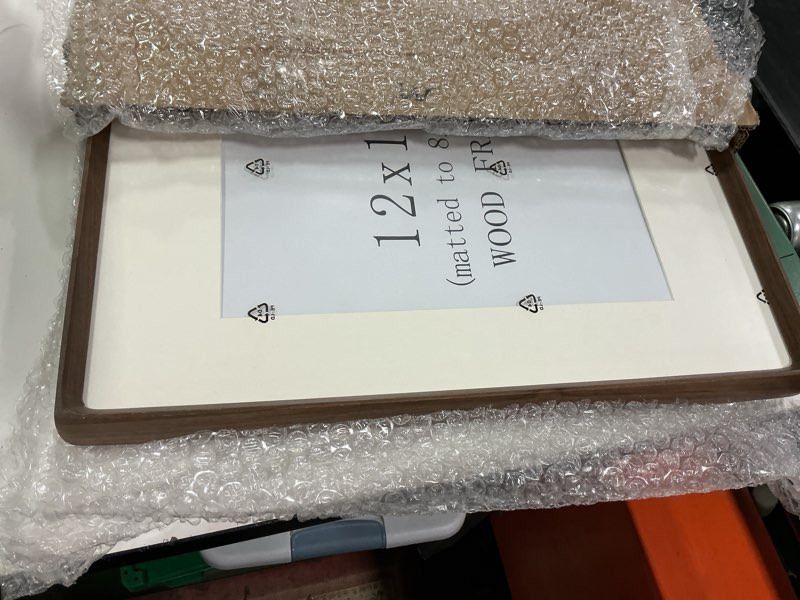 12x1
(matted to 8
WOOD FR